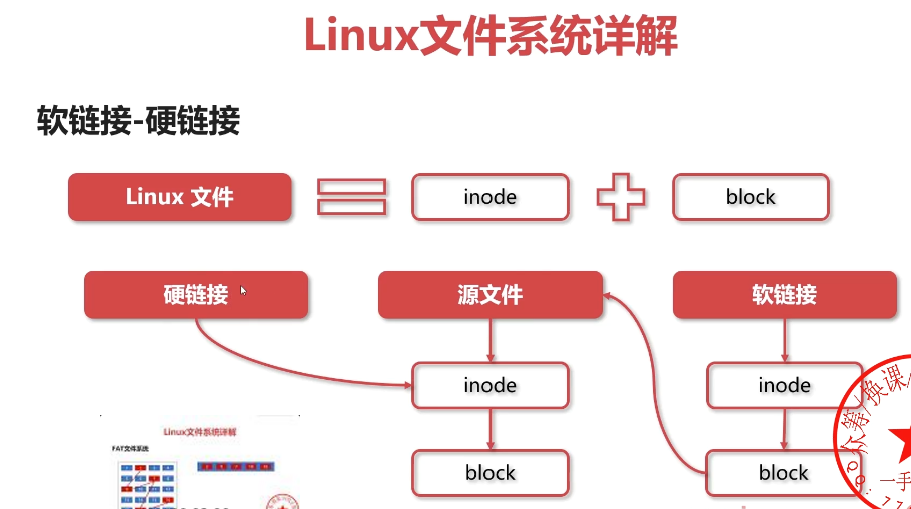 Linux文件系统详解
软链接-硬链接
Linux 文件
inode
block
硬链接
源文件
软链接
inode
inode
block
block
Linux文件系统详解
FAT文件系统
众筹/换课/
一手